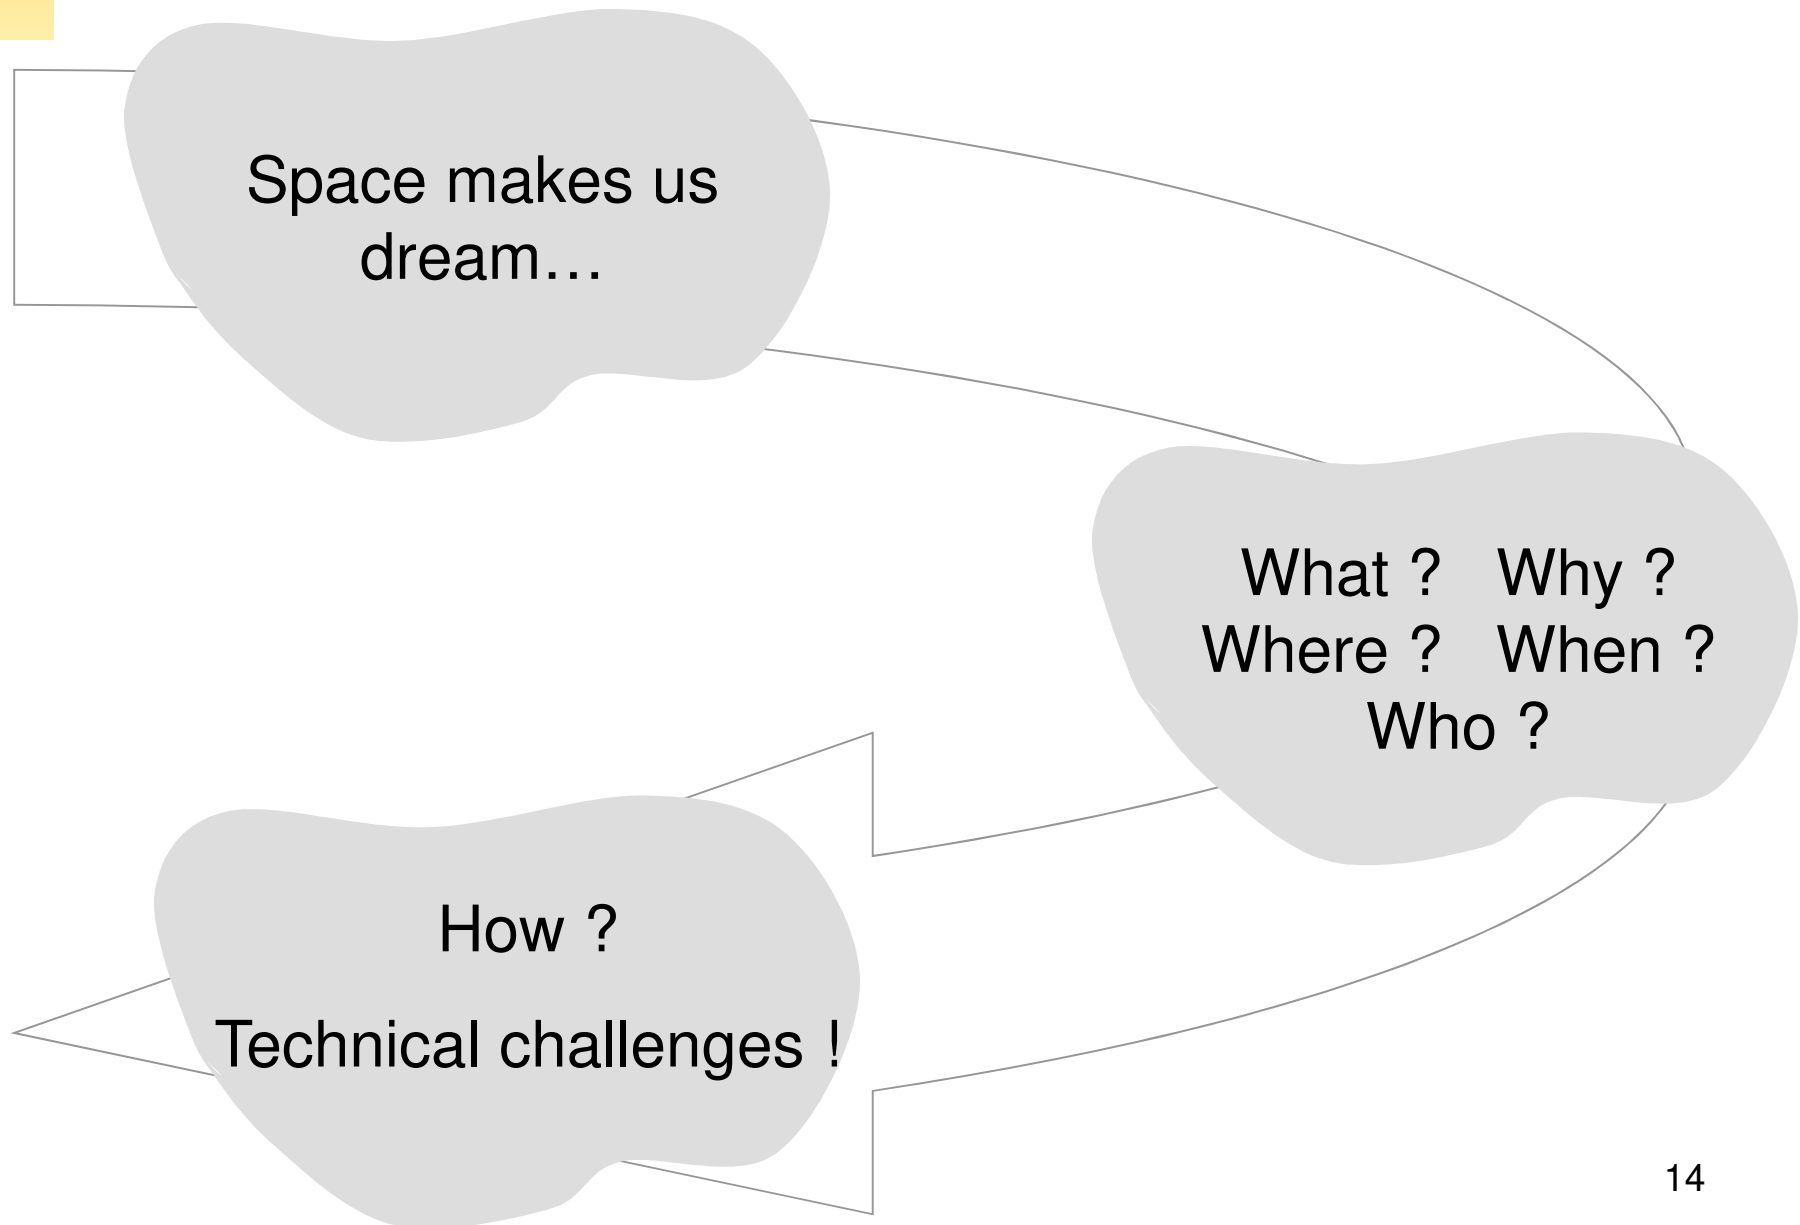 Space makes us
dream…
What ? Why ?
Where ? When ?
Who ?
How ?
Technical challenges !
14